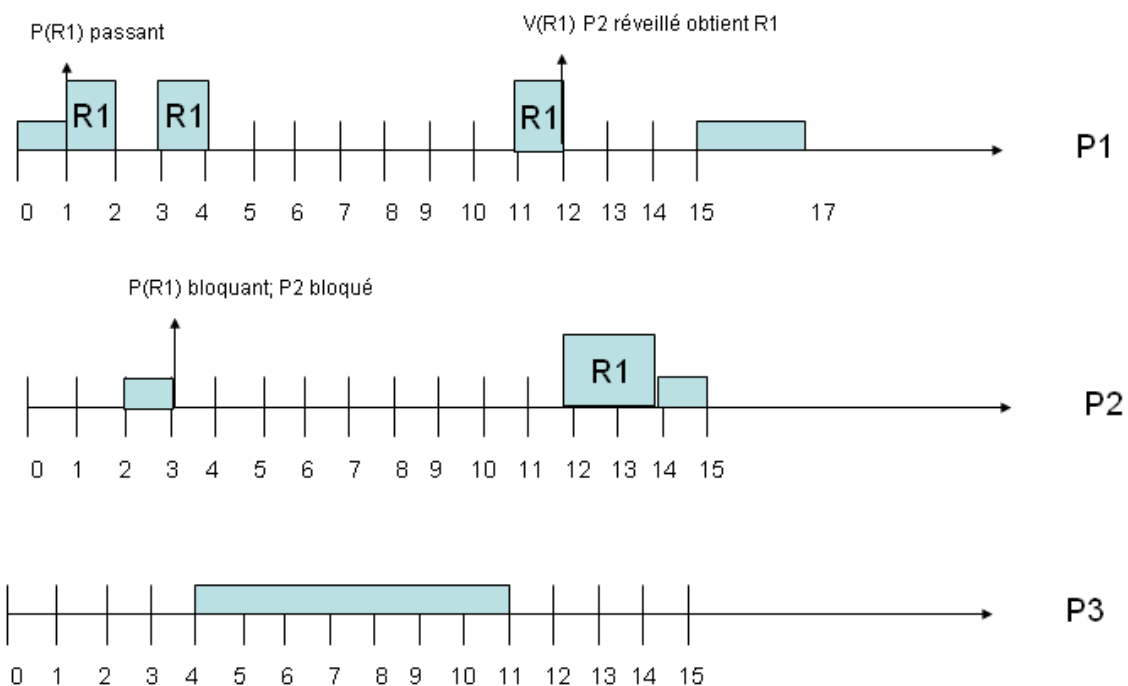 V(R1) P2 réveillé obtient R1
P(R1) passant
R1 R1 R1
P1
0 1 2 3 4 5 6 7 8 9 10 11 12 13 14 15 17
P(R1) bloquant; P2 bloqué
R1
P2
0 1 2 3 4 5 6 7 8 9 10 11 12 13 14 15
P3
0 1 2 3 4 5 6 7 8 9 10 11 12 13 14 15